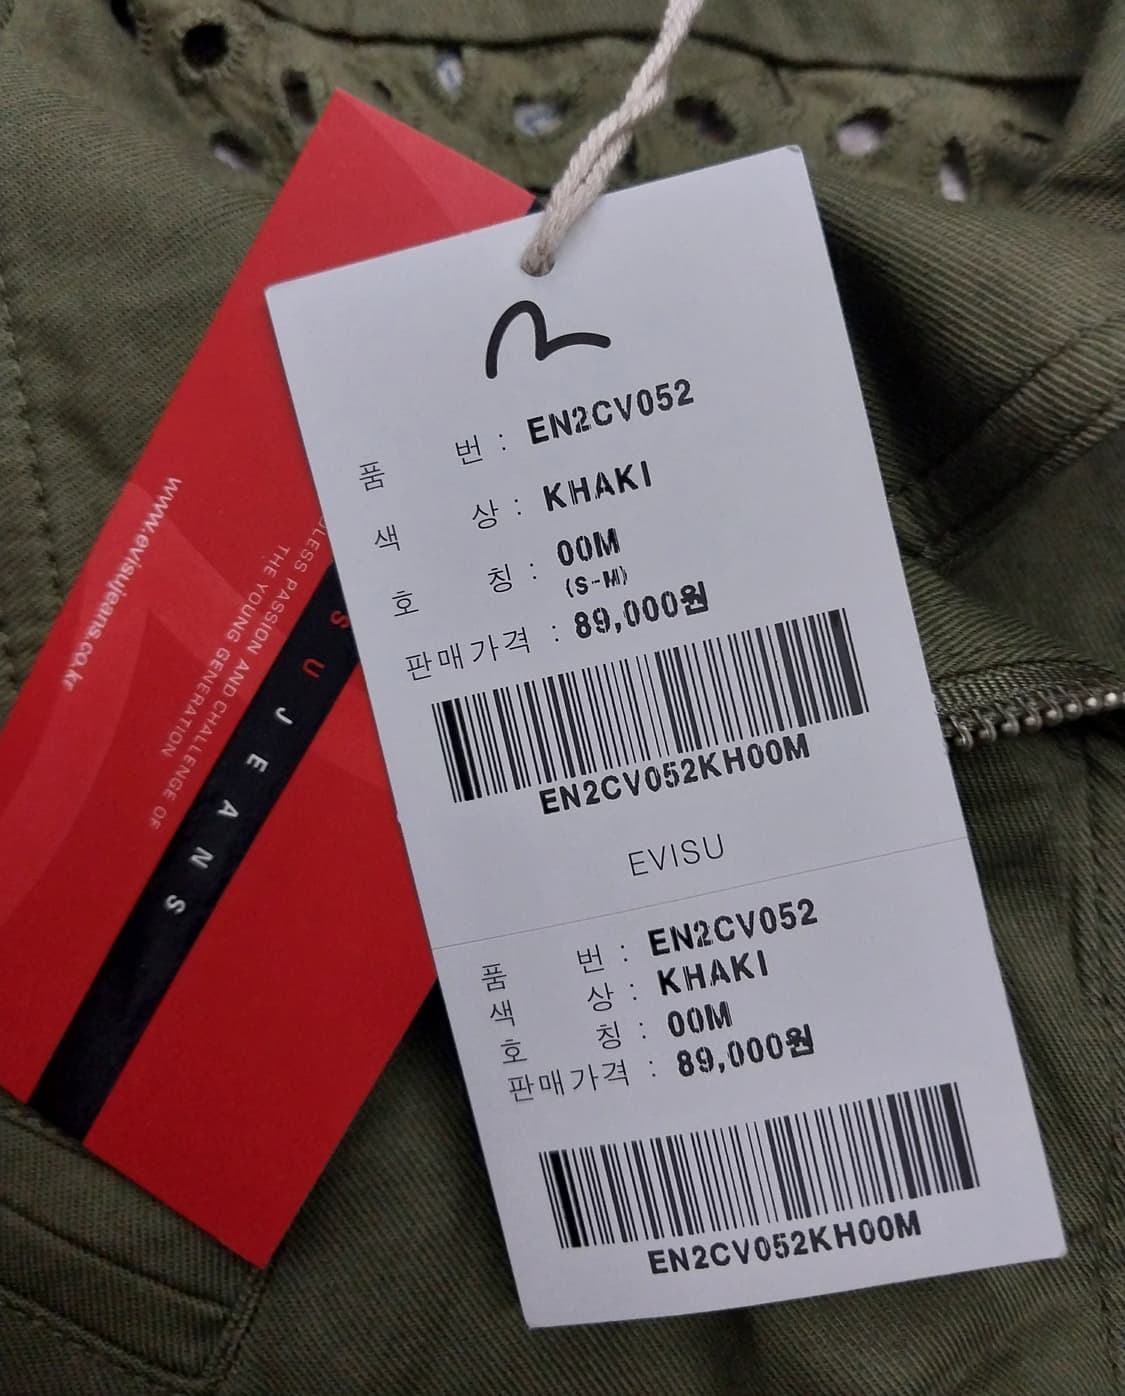 품 번 : EN2CV052
색 상 : KHAKI
호 칭 : 00M
(S-M)
판매가격 : 89,000원
EN2CV052KH00M
EVISU
품 번 : EN2CV052
색 상 : KHAKI
호 칭 : 00M
판매가격 : 89,000원
EN2CV052KH00M
S U JEANS
PASSION AND CHALLENGE OF
THE YOUNG GENERATION
www.evisujeans.co.kr